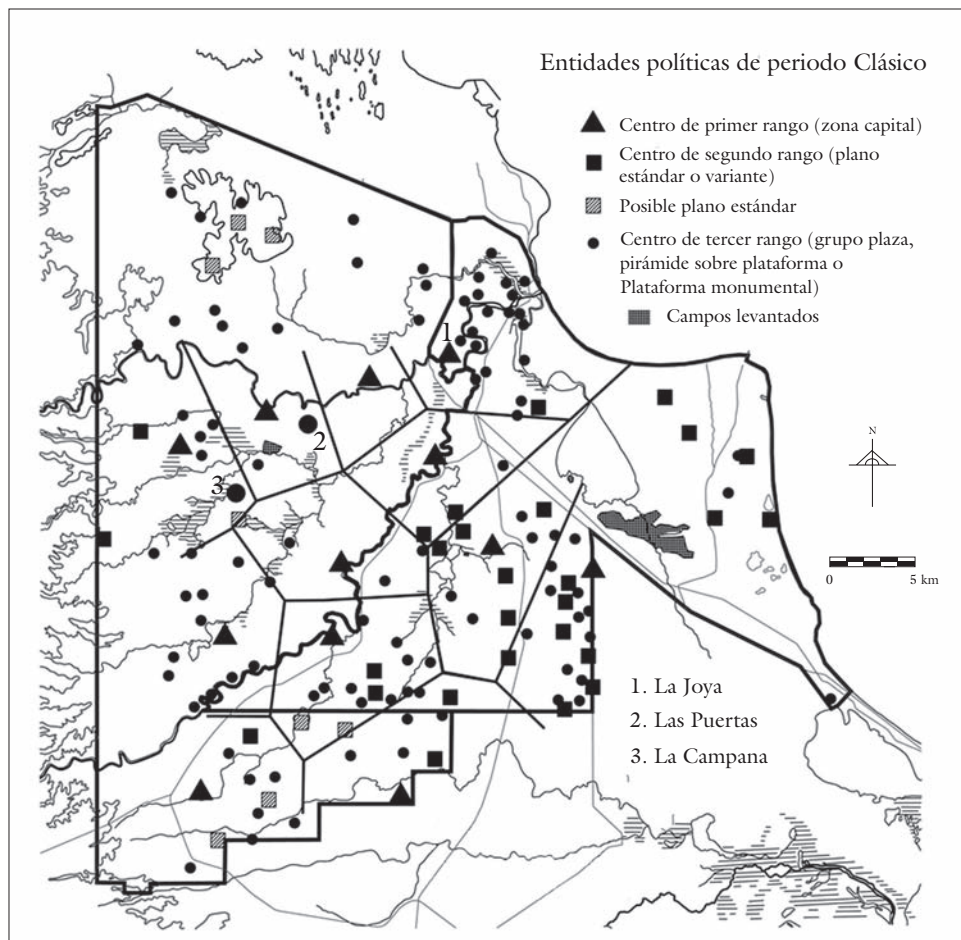 Entidades políticas de periodo Clásico
Centro de primer rango (zona capital)
Centro de segundo rango (plano
estándar o variante)
Posible plano estándar
Centro de tercer rango (grupo plaza,
pirámide sobre plataforma o
Plataforma monumental)
Campos levantados
1
2
3
N
0
5 km
1. La Joya
2. Las Puertas
3. La Campana